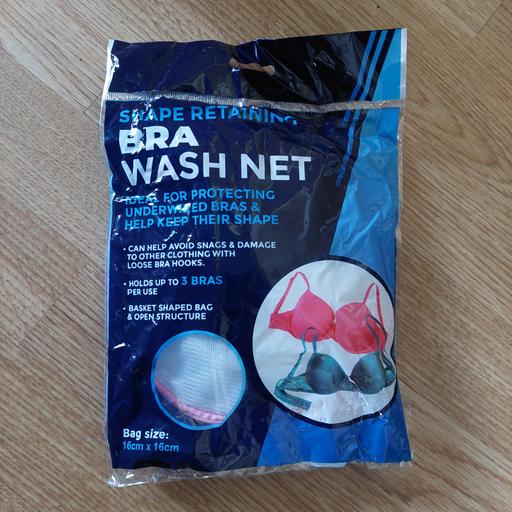 SHAPE RETAINING
BRA
WASH NET
IDEAL FOR PROTECTING
UNDERWIRED BRAS &
HELP KEEP THEIR SHAPE
• CAN HELP AVOID SNAGS & DAMAGE
TO OTHER CLOTHING WITH
LOOSE BRA HOOKS.
• HOLDS UP TO 3 BRAS
PER USE
• BASKET SHAPED BAG
& OPEN STRUCTURE
Bag size:
16cm x 16cm